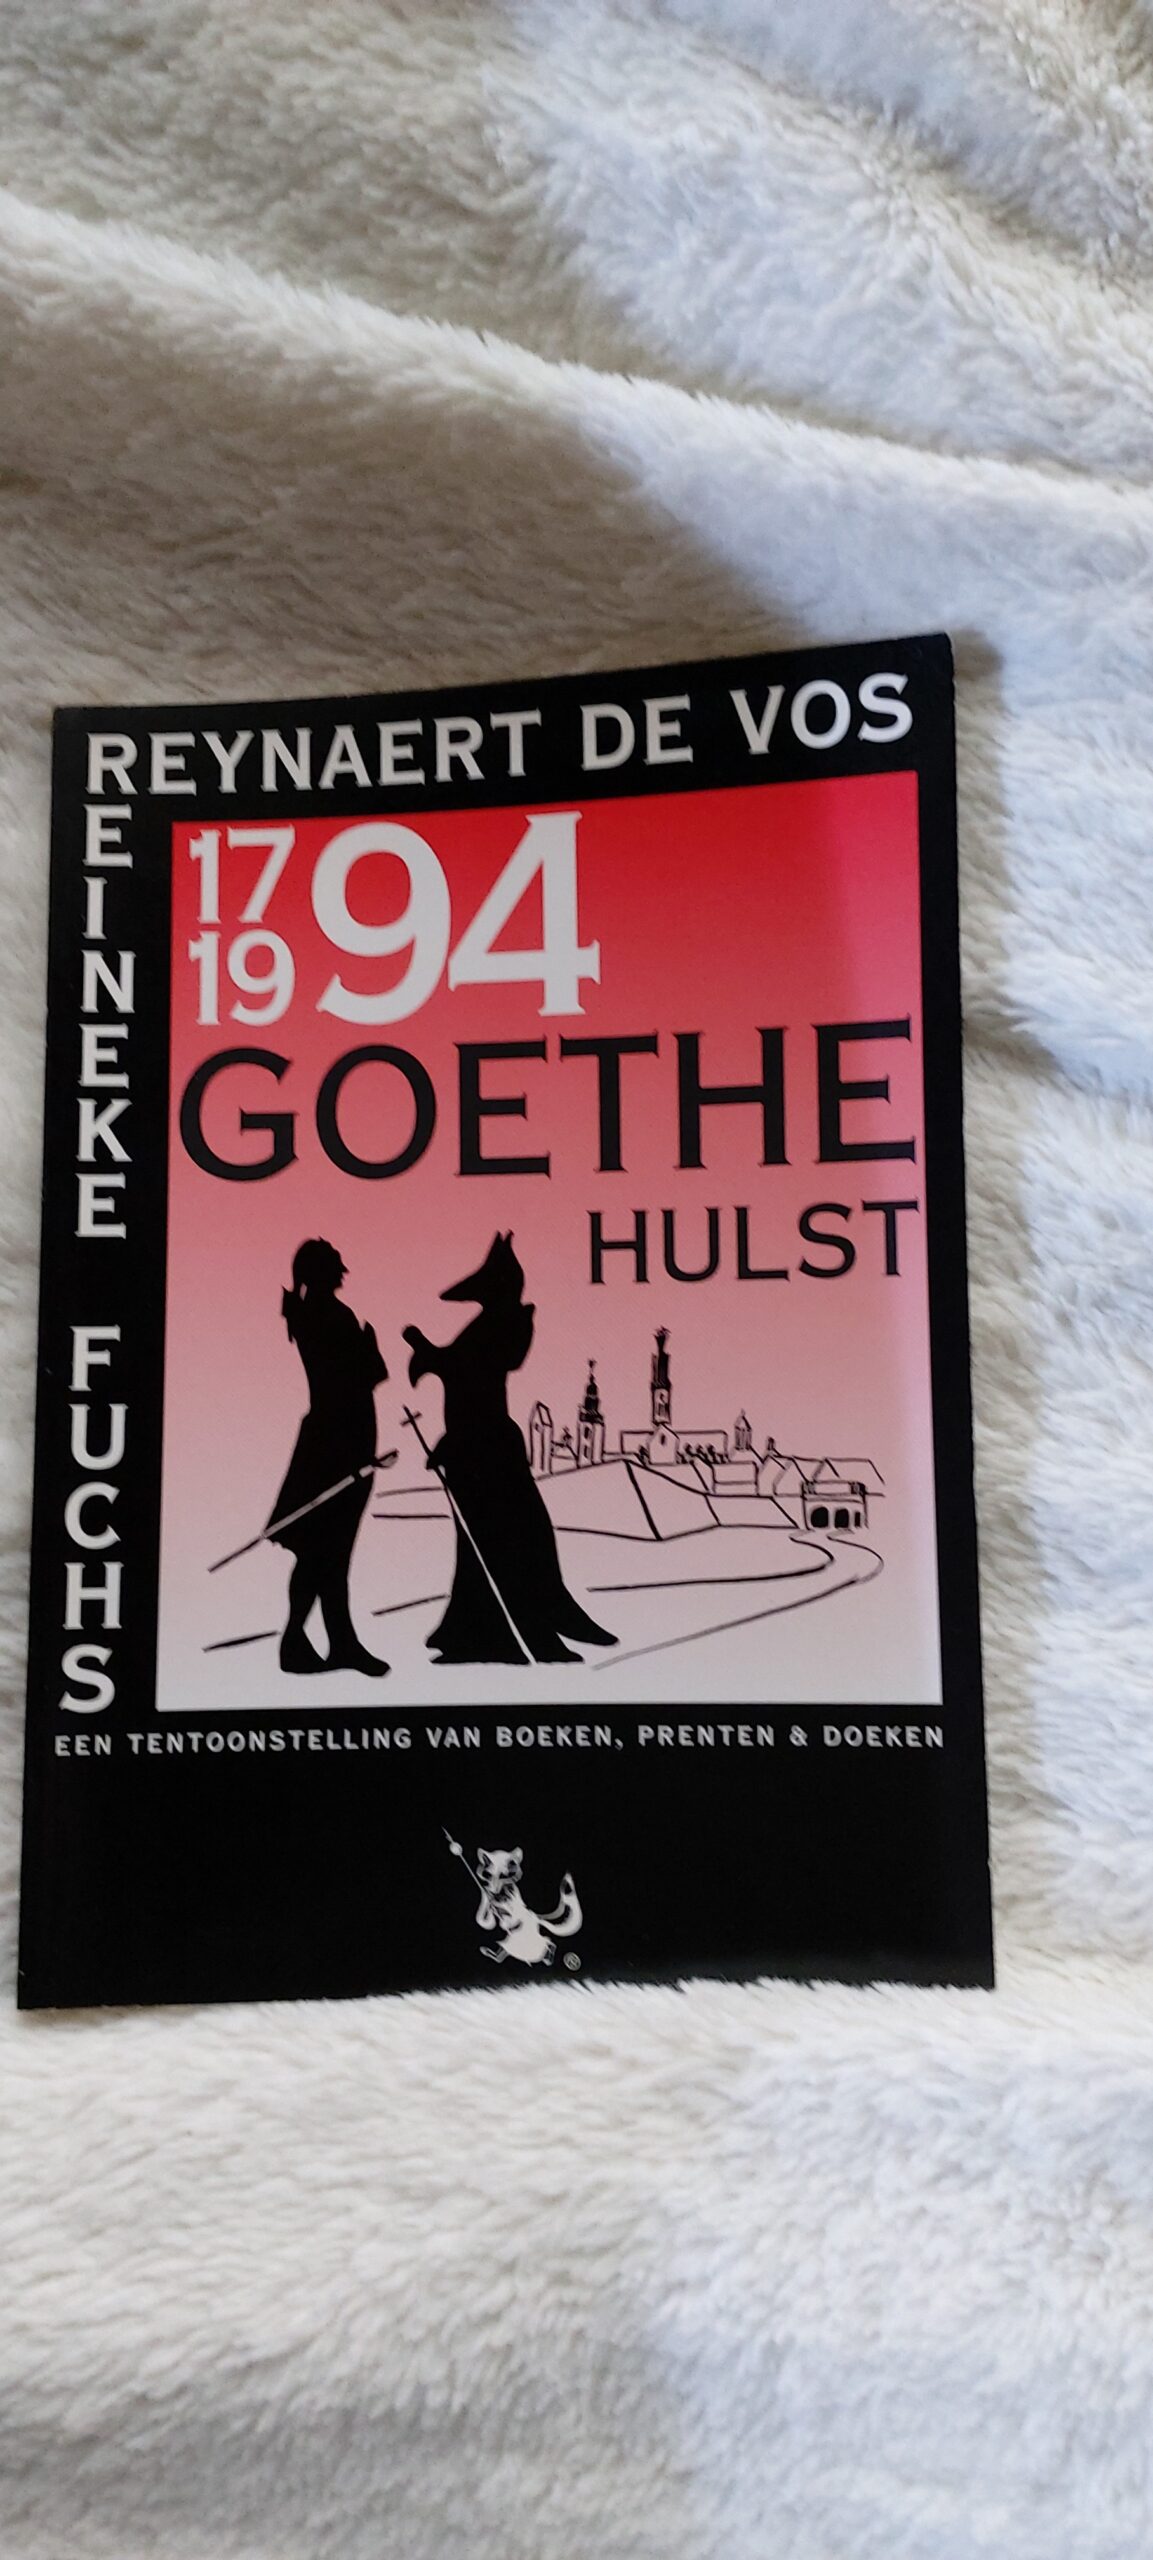 REYNAERT DE VOS
REINEKE FUCHS
17
19
94
GOETHE
HULST
EEN TENTOONSTELLING VAN BOEKEN, PRENTEN & DOEKEN
®